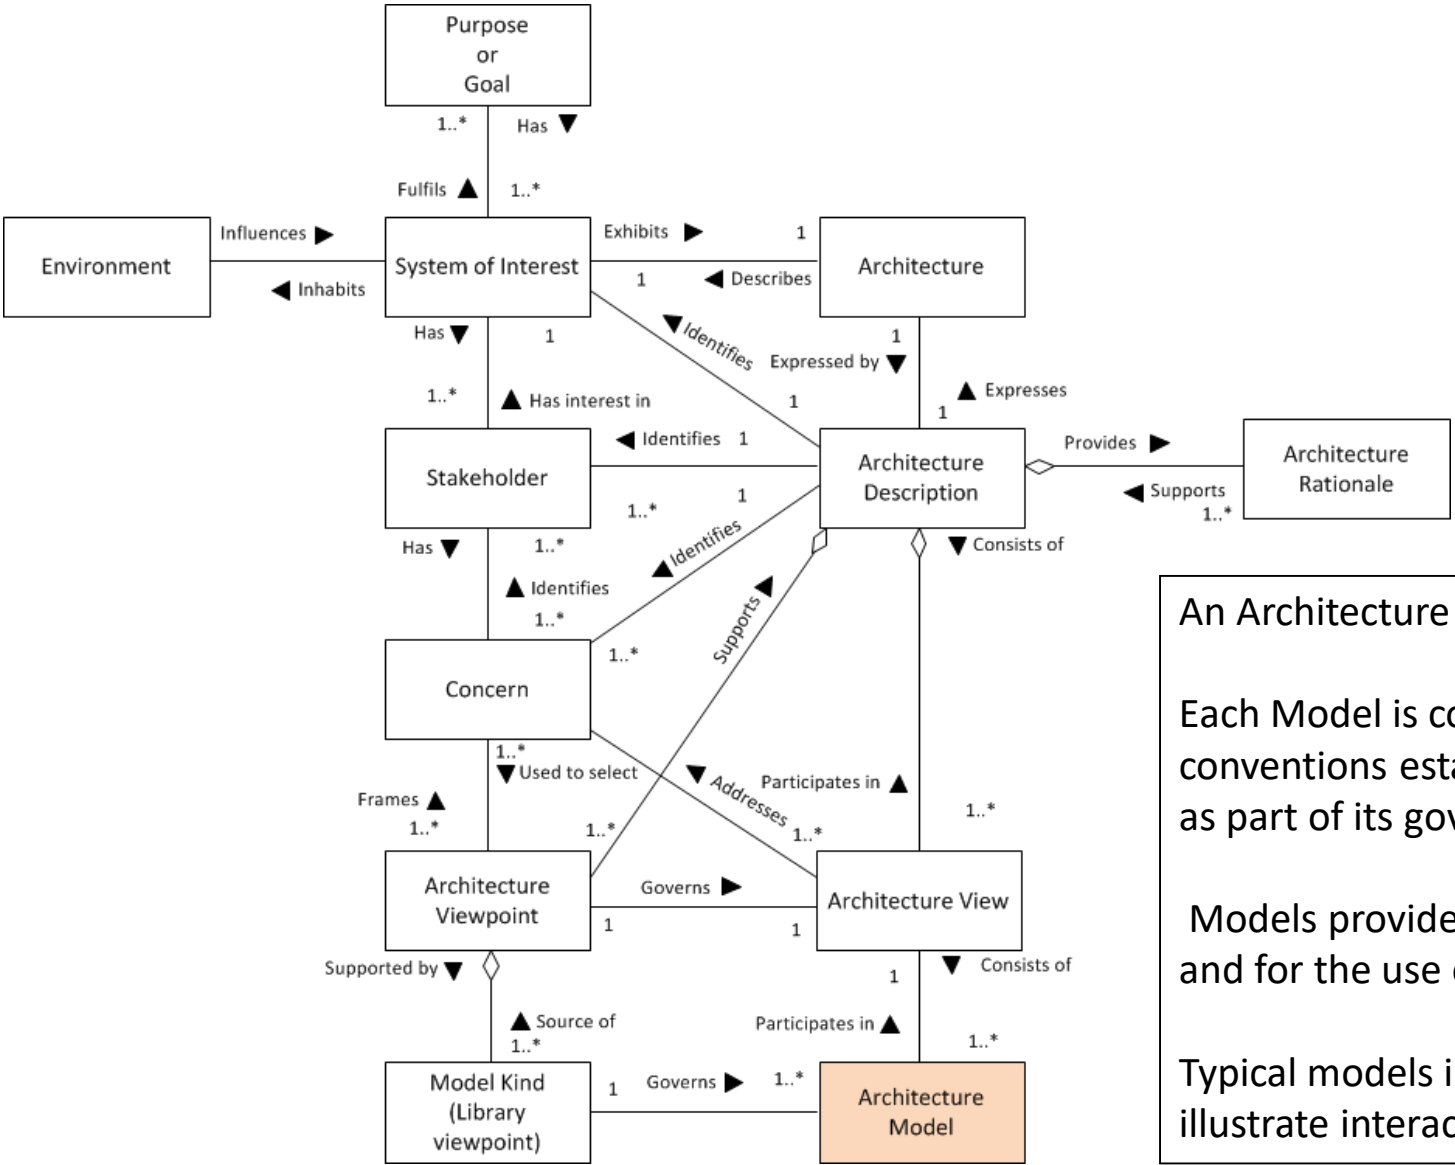 Purpose
or
Goal
1..*
Has
Fulfils
1..*
Environment
Influences
Inhabits
System of Interest
Exhibits
1
1
Describes
Architecture
Has
1
Identifies
1
Expressed by
1..*
Has interest in
1
Expresses
1
Stakeholder
Identifies
1
Architecture
Description
Provides
Supports
1..*
Architecture
Rationale
1..*
1
Has
1..*
Identifies
Consists of
Identifies
1..*
Supports
1..*
Concern
1..*
Used to select
Addresses
Participates in
Frames
1..*
1..*
1..*
1..*
Architecture
Viewpoint
Governs
1
1
Architecture View
Supported by
1
Consists of
Source of
1..*
Participates in
1..*
Model Kind
(Library
viewpoint)
1
Governs
1..*
Architecture
Model
An Architecture
Each Model is co
conventions esta
as part of its gov
Models provide
and for the use
Typical models i
illustrate interac